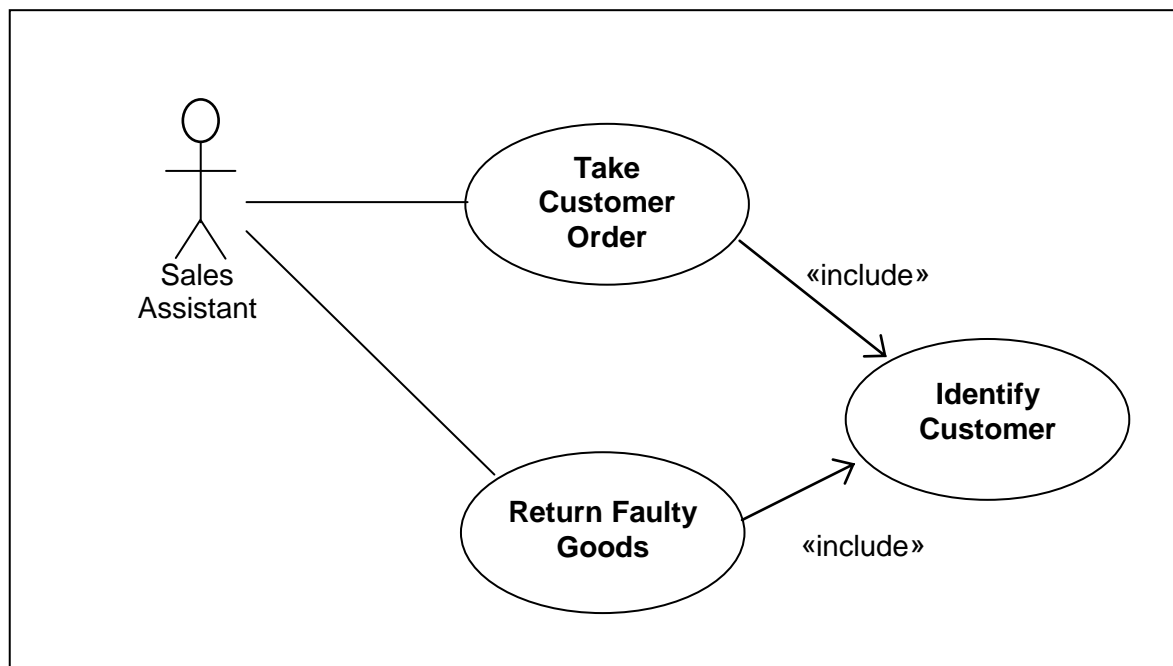 Take
Customer
Order
Sales
Assistant
«include»
Identify
Customer
Return Faulty
Goods
«include»